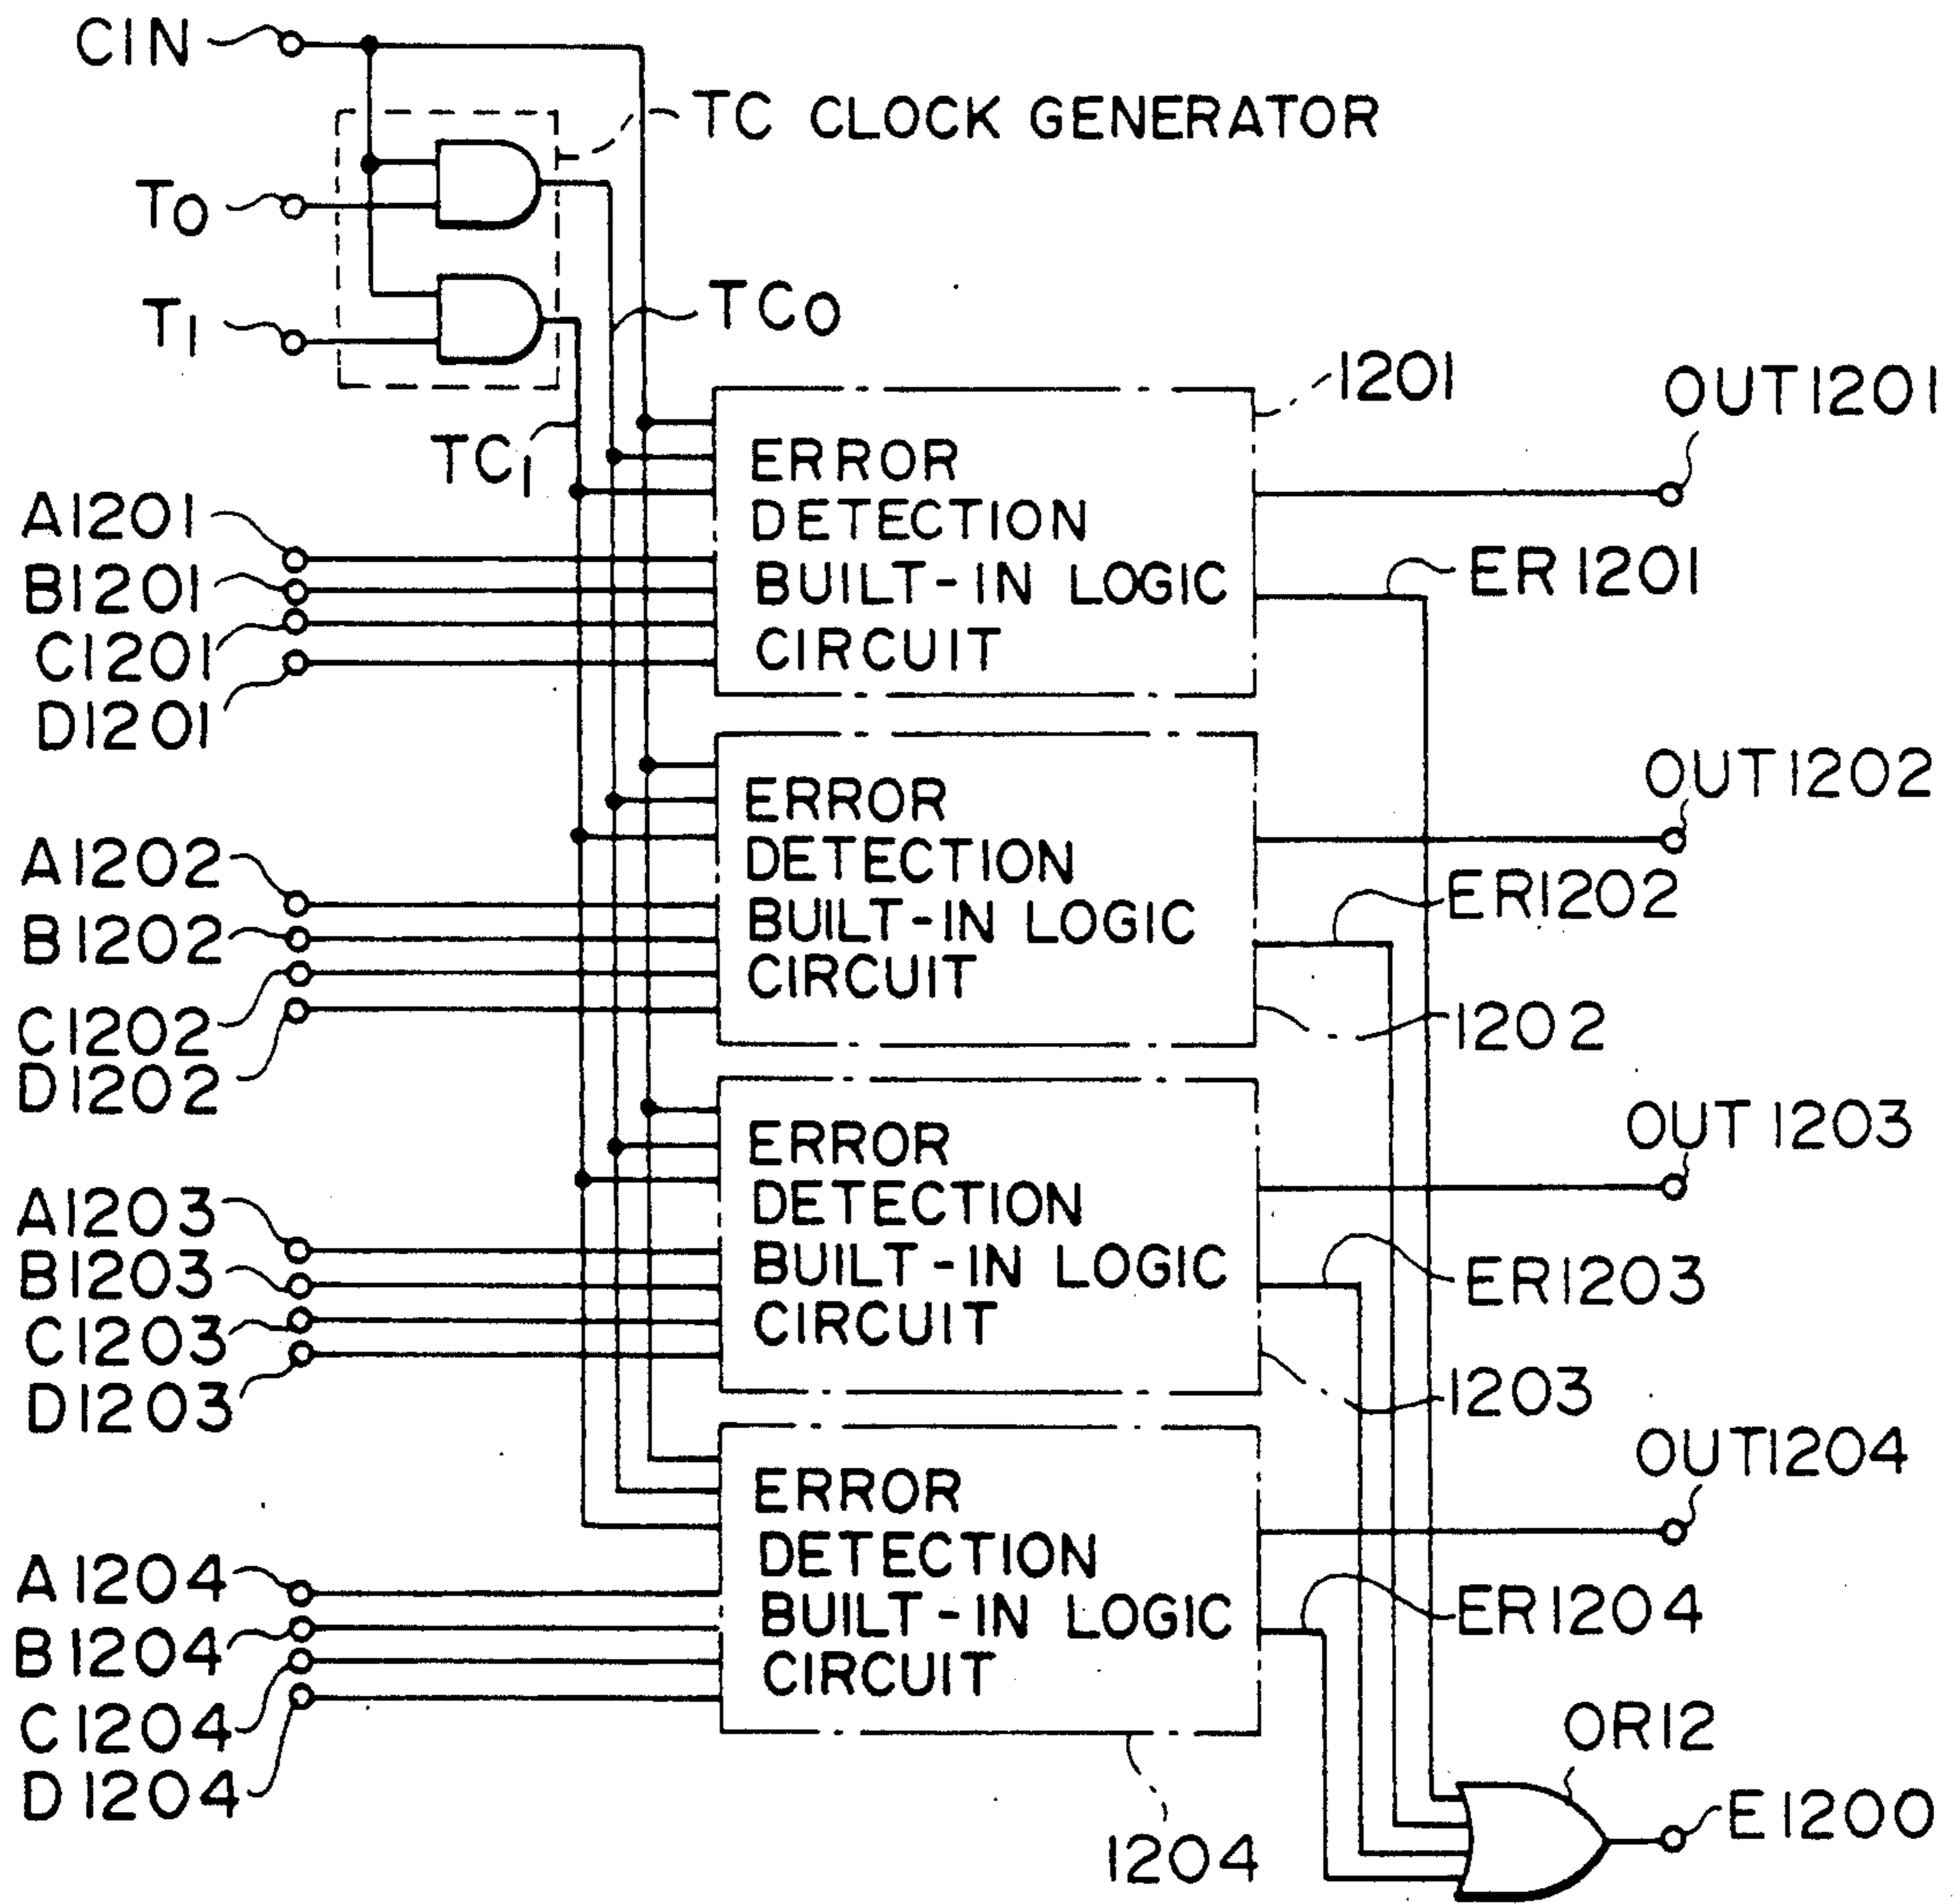 CIN
TC CLOCK GENERATOR
T0
T1
TC0
TC1
1201
OUT1201
ERROR
DETECTION
BUILT-IN LOGIC
CIRCUIT
A1201
B1201
C1201
D1201
ER1201
OUT1202
ERROR
DETECTION
BUILT-IN LOGIC
CIRCUIT
A1202
B1202
C1202
D1202
ER1202
1202
OUT1203
ERROR
DETECTION
BUILT-IN LOGIC
CIRCUIT
A1203
B1203
C1203
D1203
ER1203
1203
OUT1204
ERROR
DETECTION
BUILT-IN LOGIC
CIRCUIT
A1204
B1204
C1204
D1204
ER1204
OR12
E1200
1204